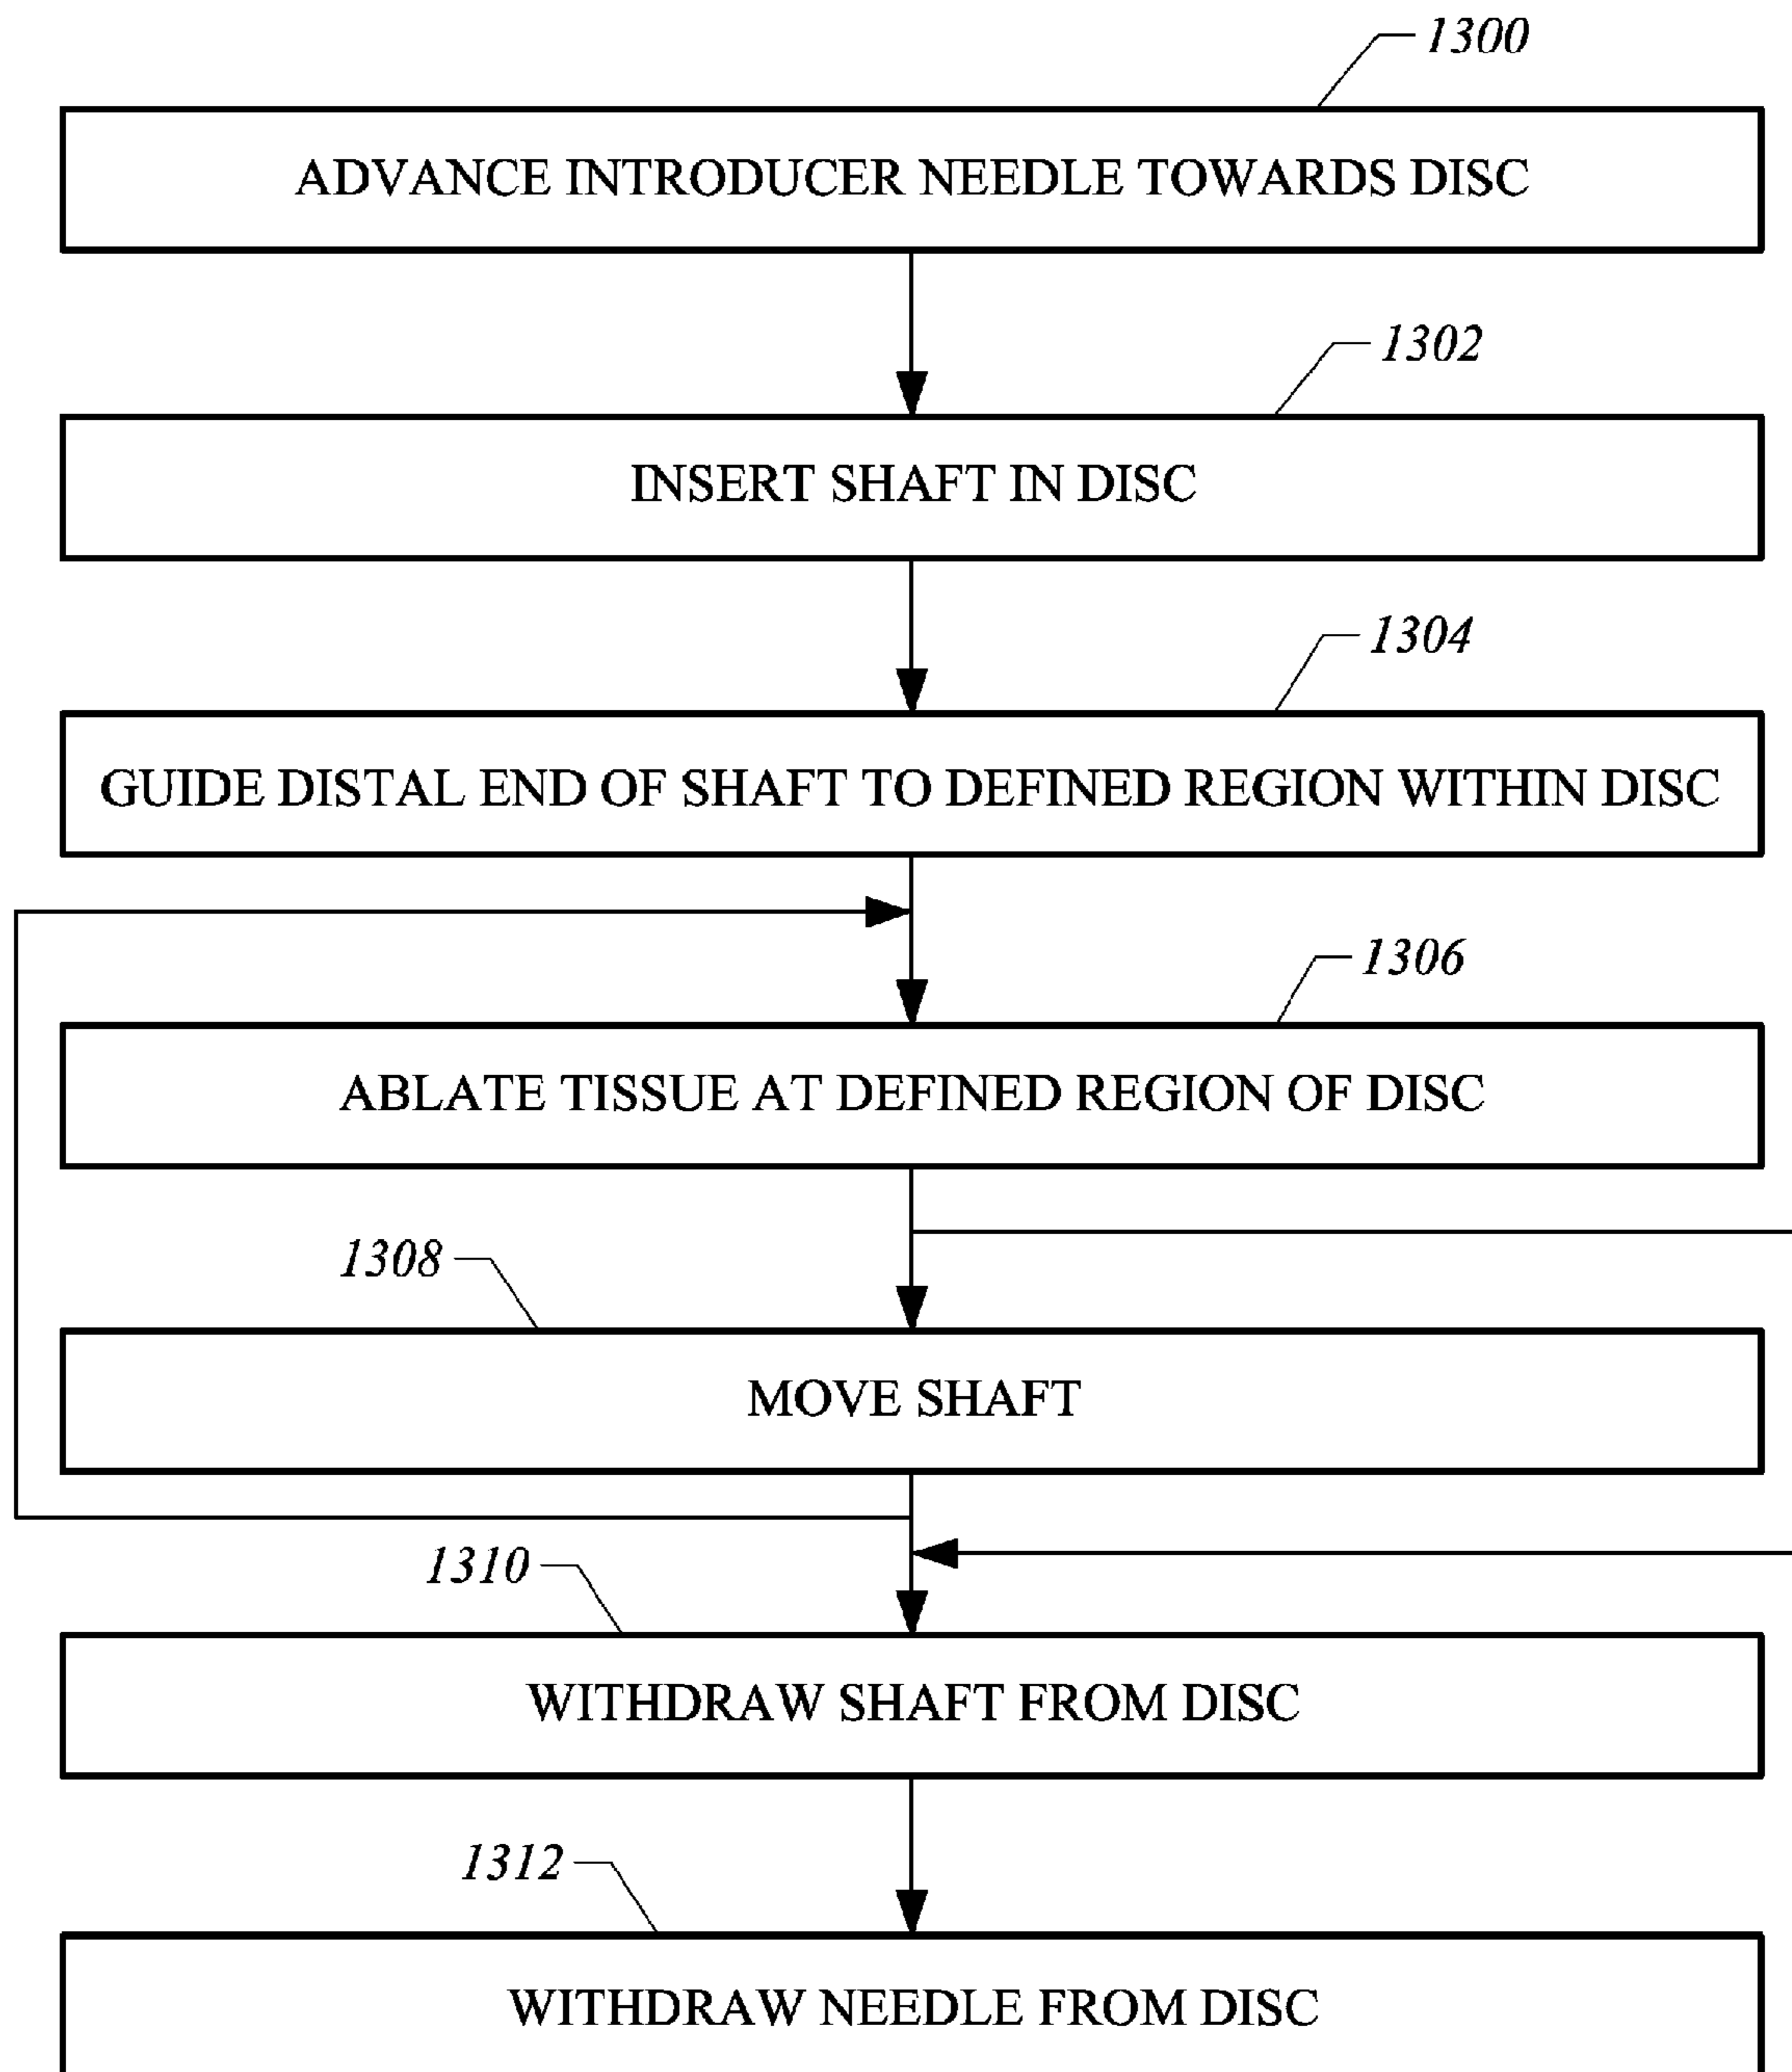 1300
ADVANCE INTRODUCER NEEDLE TOWARDS DISC
1302
INSERT SHAFT IN DISC
1304
GUIDE DISTAL END OF SHAFT TO DEFINED REGION WITHIN DISC
1306
ABLATE TISSUE AT DEFINED REGION OF DISC
1308
MOVE SHAFT
1310
WITHDRAW SHAFT FROM DISC
1312
WITHDRAW NEEDLE FROM DISC